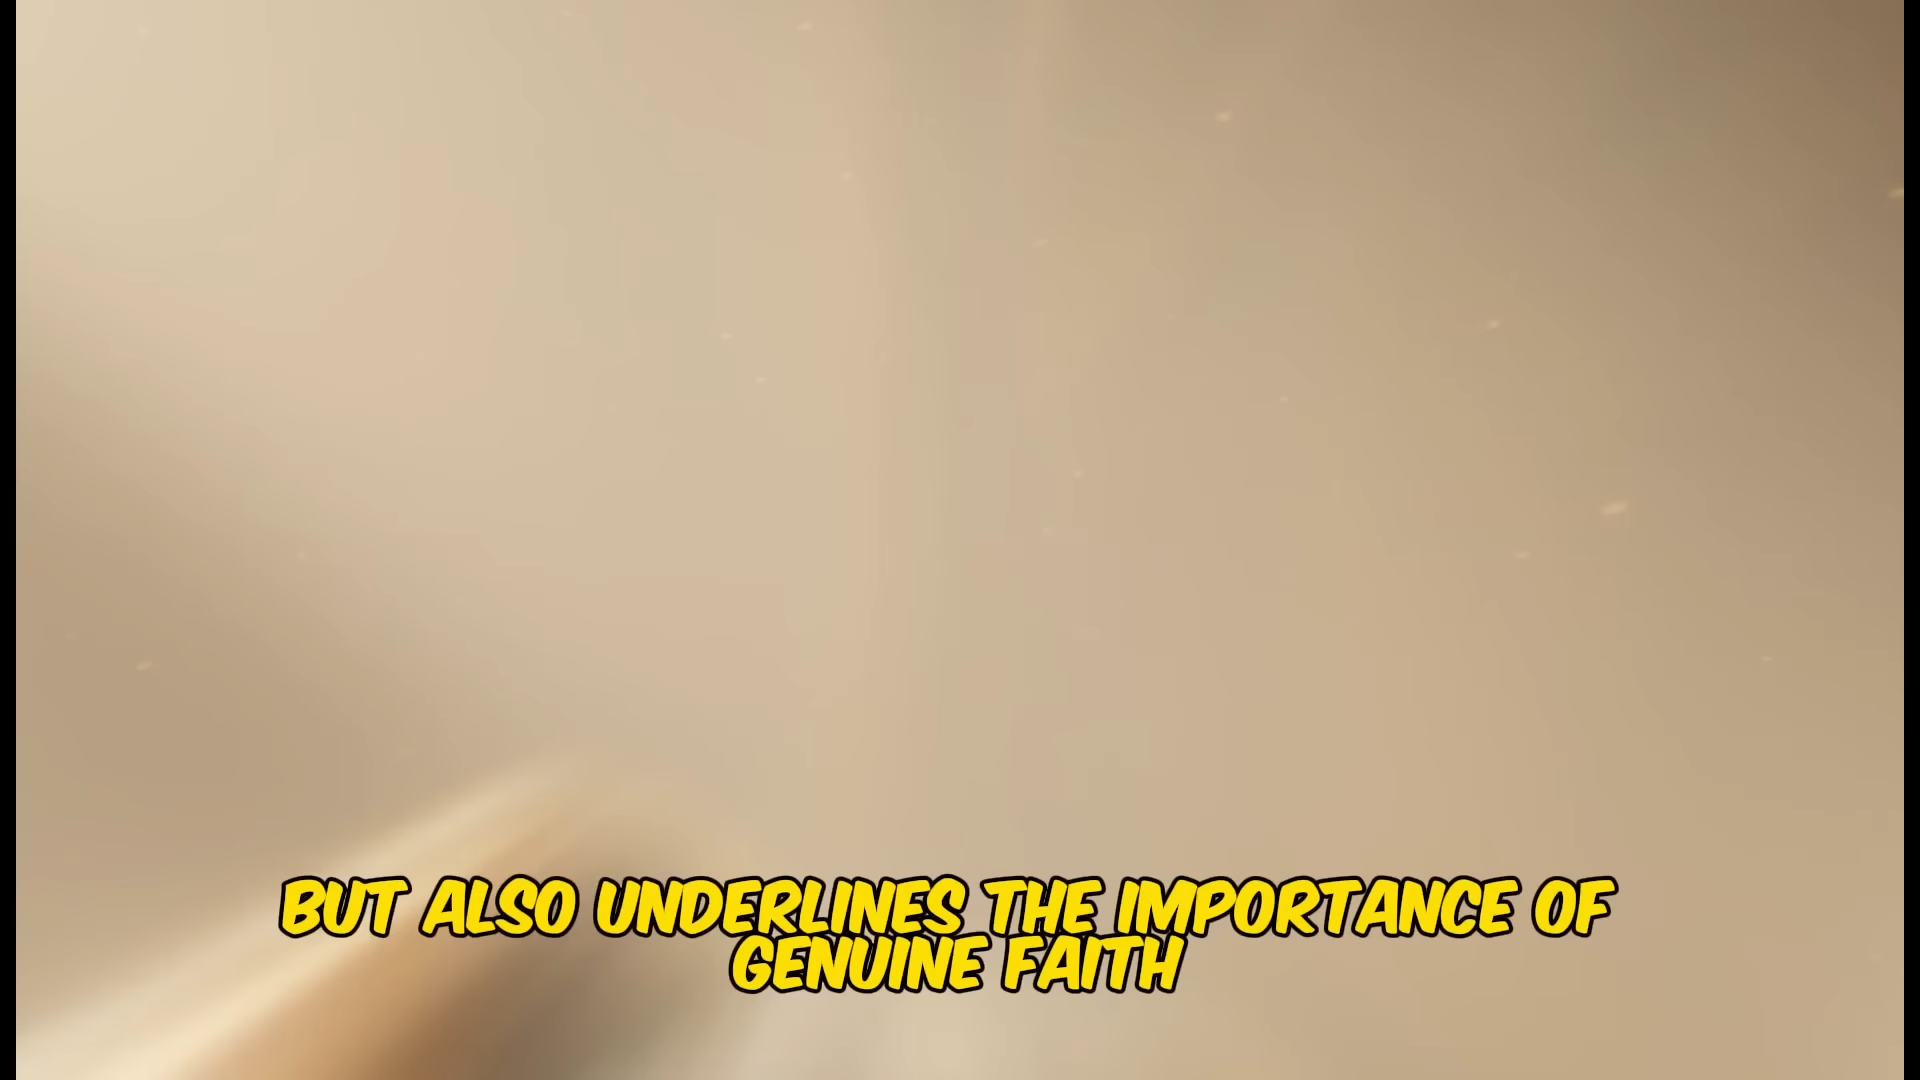 BUT ALSO UNDERLINES THE IMPORTANCE OF
GENUINE FAITH